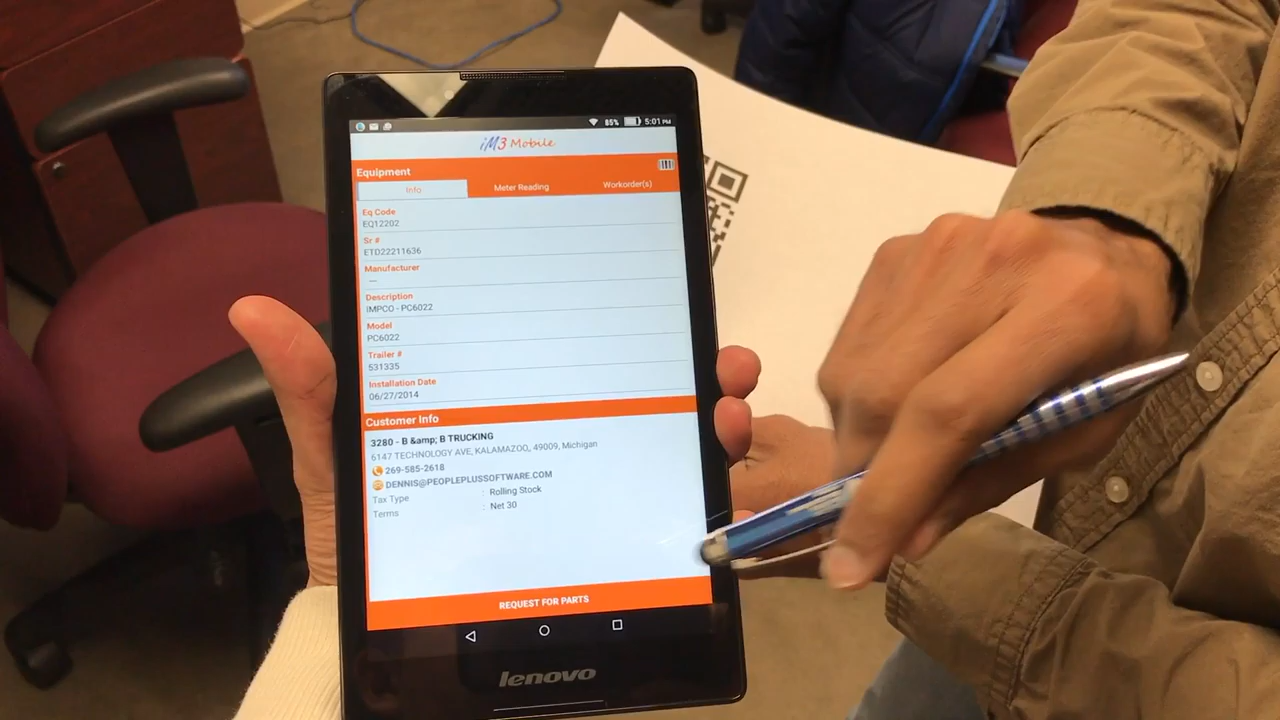 85% 5:01 PM
iM3 Mobile
Equipment
Info Meter Reading Workorder(s)
Eq Code
EQ12202
Sr #
ETD22211636
Manufacturer
---
Description
IMPCO - PC6022
Model
PC6022
Trailer #
531335
Installation Date
06/27/2014
Customer Info
3280 - B &amp; B TRUCKING
6147 TECHNOLOGY AVE, KALAMAZOO,, 49009, Michigan
269-585-2618
DENNIS@PEOPLEPLUSSOFTWARE.COM
Tax Type : Rolling Stock
Terms : Net 30
REQUEST FOR PARTS
lenovo